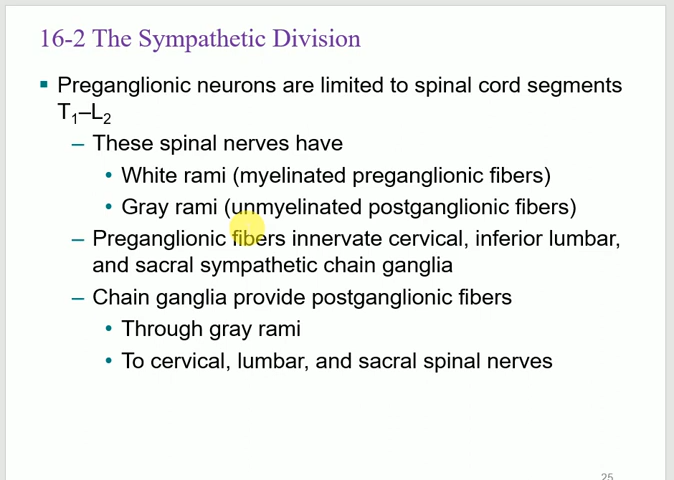 16-2 The Sympathetic Division
▪ Preganglionic neurons are limited to spinal cord segments
T₁–L₂
– These spinal nerves have
• White rami (myelinated preganglionic fibers)
• Gray rami (unmyelinated postganglionic fibers)
– Preganglionic fibers innervate cervical, inferior lumbar,
and sacral sympathetic chain ganglia
– Chain ganglia provide postganglionic fibers
• Through gray rami
• To cervical, lumbar, and sacral spinal nerves
25